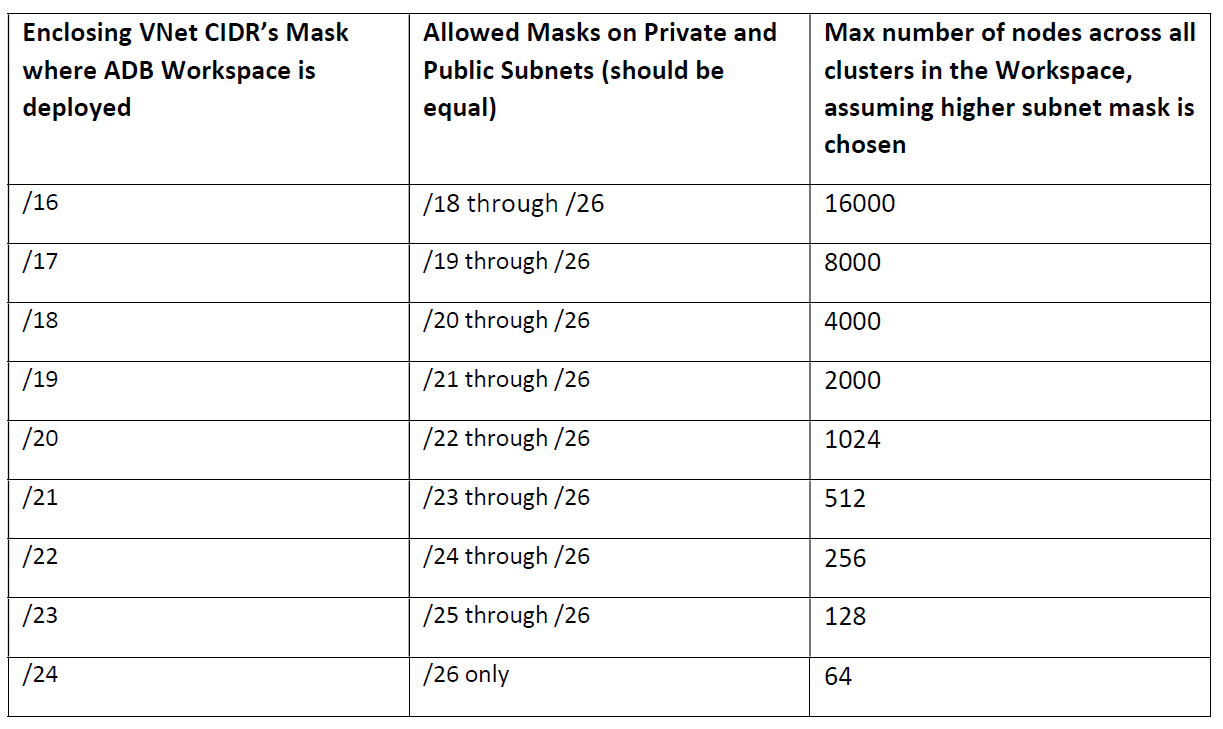 Enclosing VNet CIDR’s Mask
where ADB Workspace is
deployed
Allowed Masks on Private and
Public Subnets (should be
equal)
Max number of nodes across all
clusters in the Workspace,
assuming higher subnet mask is
chosen
/16
/18 through /26
16000
/17
/19 through /26
8000
/18
/20 through /26
4000
/19
/21 through /26
2000
/20
/22 through /26
1024
/21
/23 through /26
512
/22
/24 through /26
256
/23
/25 through /26
128
/24
/26 only
64